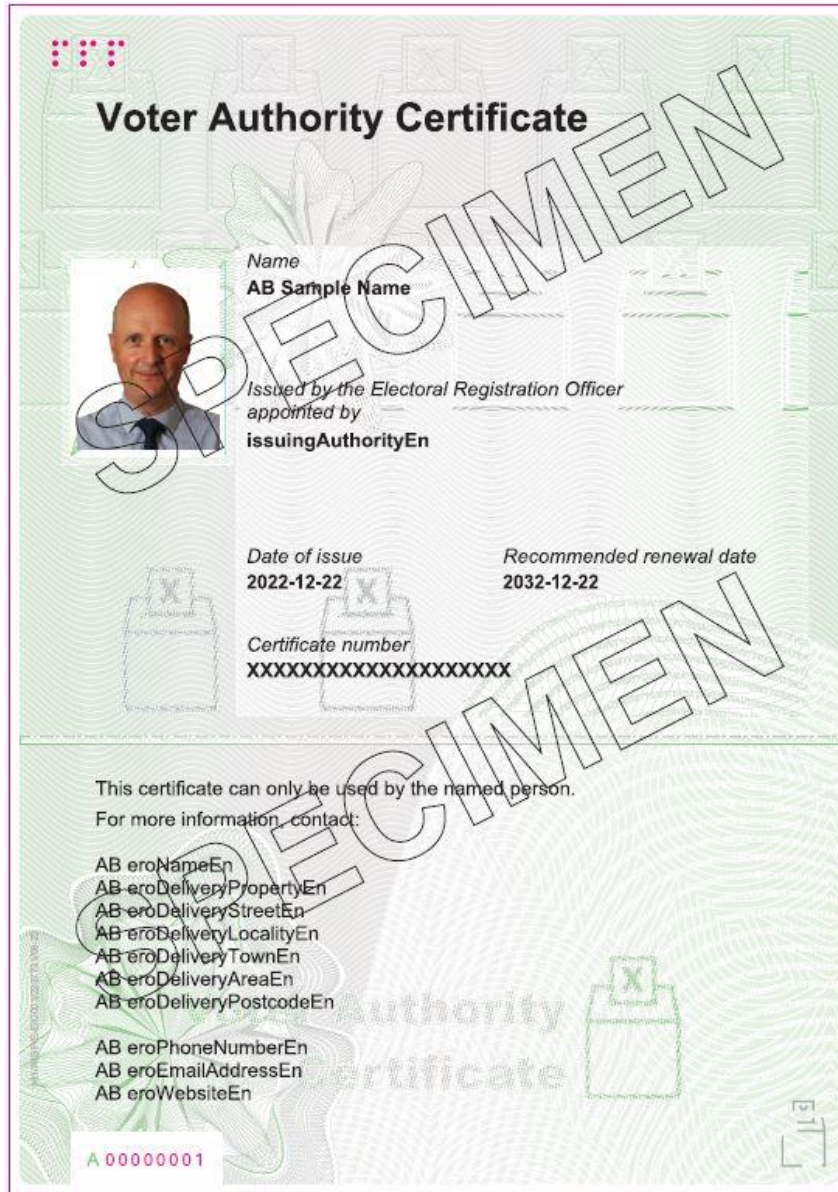 Voter Authority Certificate
SPECIMEN
Name
AB Sample Name
Issued by the Electoral Registration Officer
appointed by
issuingAuthorityEn
Date of issue
2022-12-22
Recommended renewal date
2032-12-22
Certificate number
XXXXXXXXXXXXXXXXXXXX
SPECIMEN
This certificate can only be used by the named person.
For more information, contact:
AB eroNameEn
AB eroDeliveryPropertyEn
AB eroDeliveryStreetEn
AB eroDeliveryLocalityEn
AB eroDeliveryTownEn
AB eroDeliveryAreaEn
AB eroDeliveryPostcodeEn
Voter Authority
Certificate
AB eroPhoneNumberEn
AB eroEmailAddressEn
AB eroWebsiteEn
A 00000001